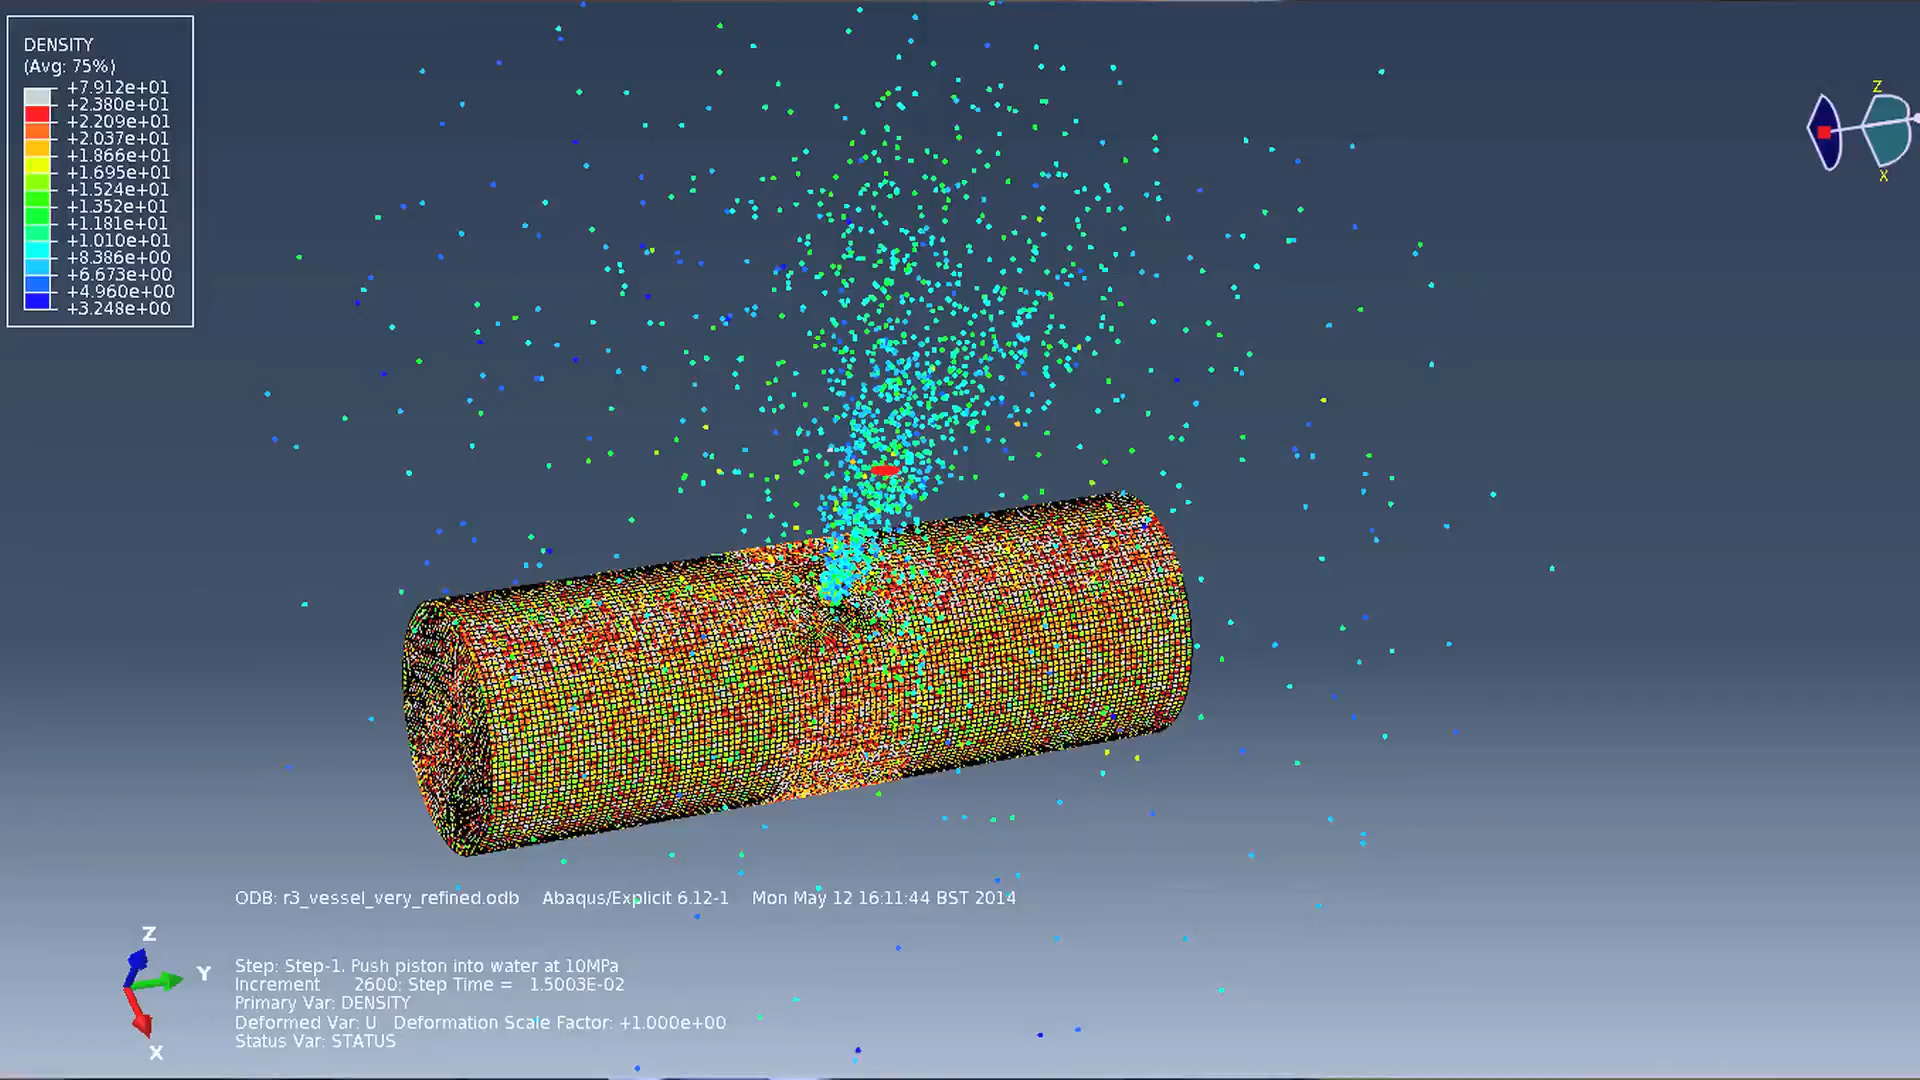 DENSITY
(Avg: 75%)
+7.912e+01
+2.380e+01
+2.209e+01
+2.037e+01
+1.866e+01
+1.695e+01
+1.524e+01
+1.352e+01
+1.181e+01
+1.010e+01
+8.386e+00
+6.673e+00
+4.960e+00
+3.248e+00
Z
X
ODB: r3_vessel_very_refined.odb Abaqus/Explicit 6.12-1 Mon May 12 16:11:44 BST 2014
Z
Y
X
Step: Step-1. Push piston into water at 10MPa
Increment 2600: Step Time = 1.5003E-02
Primary Var: DENSITY
Deformed Var: U Deformation Scale Factor: +1.000e+00
Status Var: STATUS